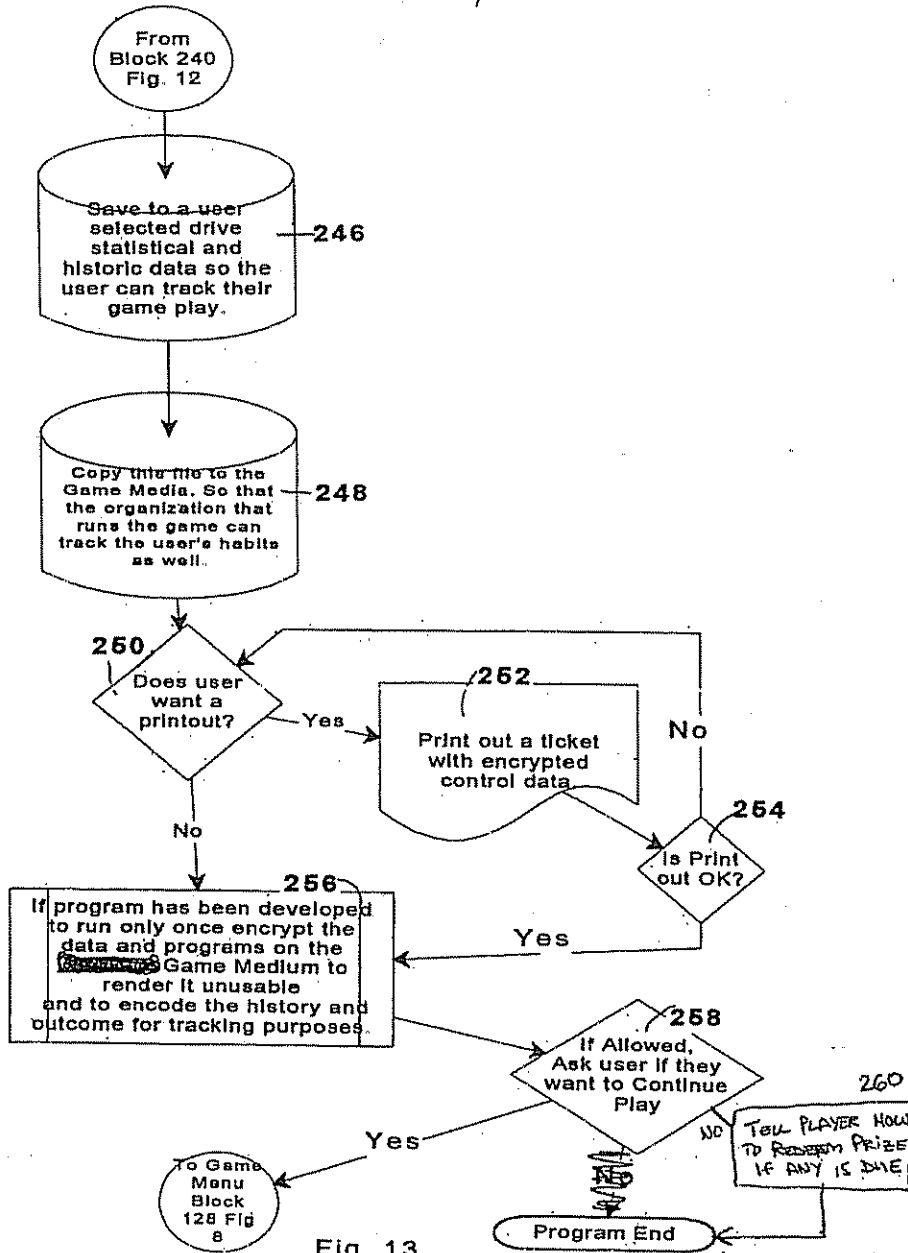 From
Block 240
Fig. 12
Save to a user
selected drive
statistical and
historic data so the
user can track their
game play.
246
Copy this file to the
Game Media. So that
the organization that
runs the game can
track the user's habits
as well.
248
250
Does user
want a
printout?
Yes
252
Print out a ticket
with encrypted
control data
No
254
Is Print
out OK?
No
Yes
256
If program has been developed
to run only once encrypt the
data and programs on the
Game Medium to
render it unusable
and to encode the history and
outcome for tracking purposes.
258
If Allowed,
Ask user if they
want to Continue
Play
260
NO
TELL PLAYER HOW
TO REDEEM PRIZE
IF ANY IS DUE
Yes
To Game
Menu
Block
128 Fig
8
Program End
Fig. 13